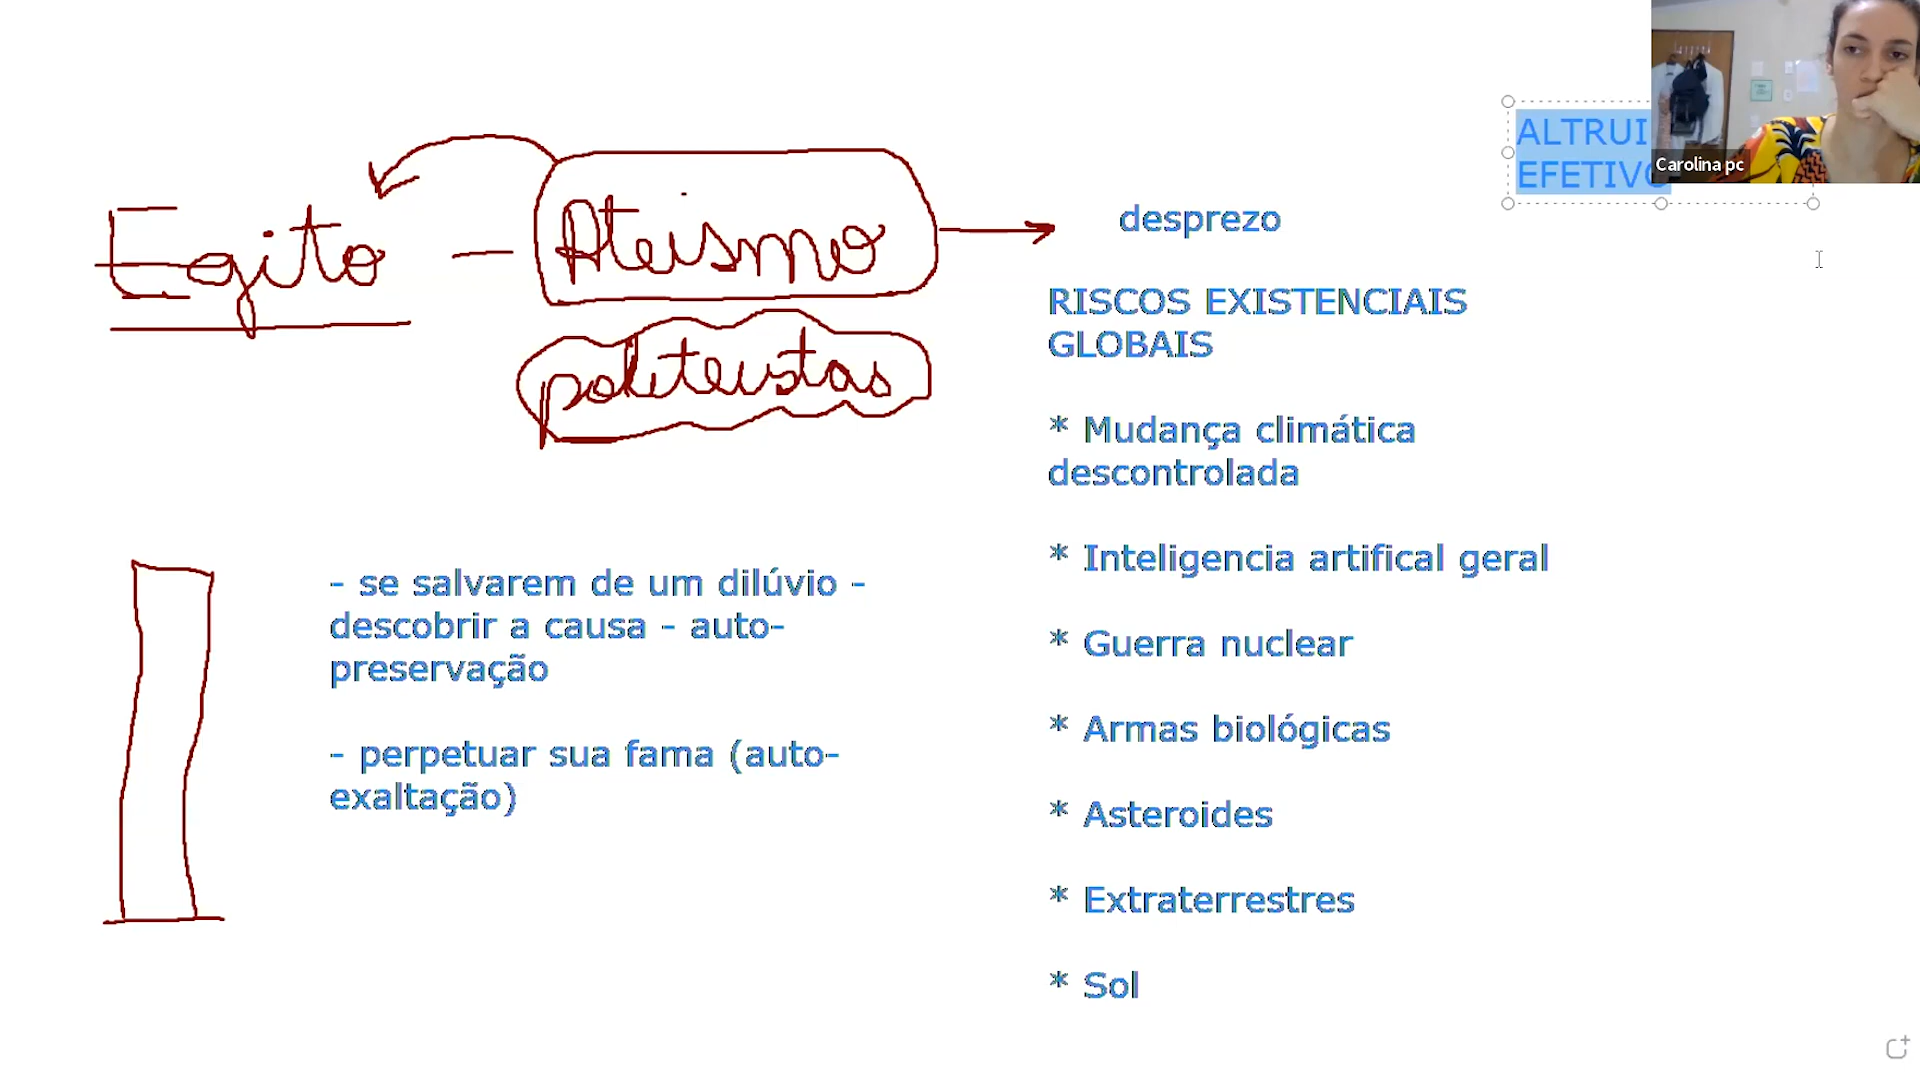 Egito - Ateismo
politeistas
desprezo
ALTRUI
EFETIVO
Carolina pc
RISCOS EXISTENCIAIS
GLOBAIS
* Mudança climática
descontrolada
* Inteligencia artifical geral
* Guerra nuclear
* Armas biológicas
* Asteroides
* Extraterrestres
* Sol
- se salvarem de um dilúvio -
descobrir a causa - auto-
preservação
- perpetuar sua fama (auto-
exaltação)